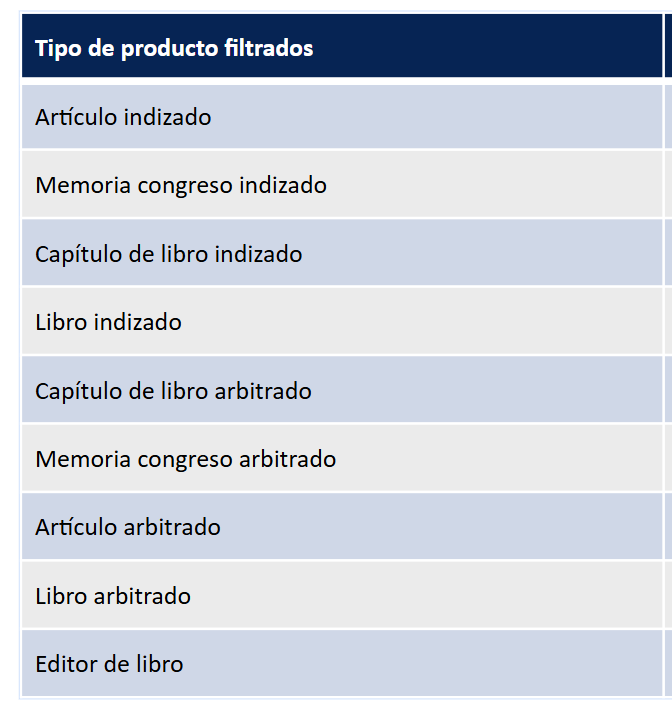 Tipo de producto filtrados
Artículo indizado
Memoria congreso indizado
Capítulo de libro indizado
Libro indizado
Capítulo de libro arbitrado
Memoria congreso arbitrado
Artículo arbitrado
Libro arbitrado
Editor de libro